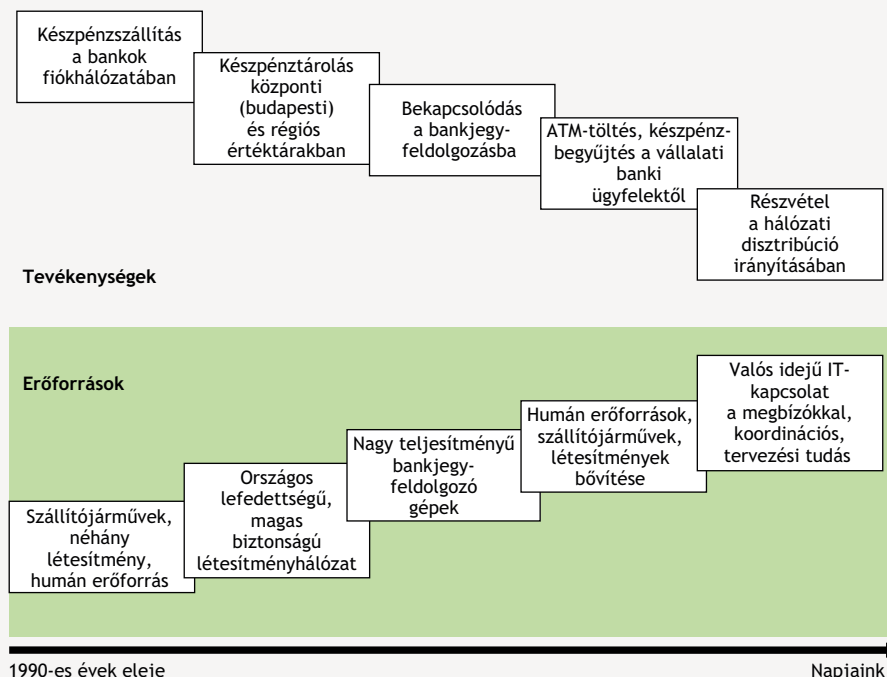 Készpénzszállítás
a bankok
fiókhálózatában
Készpénztárolás
központi
(budapesti)
és régiós
értéktárakban
Bekapcsolódás
a bankjegy-
feldolgozásba
ATM-töltés, készpénz-
begyűjtés a vállalati
banki
ügyfelektől
Részvétel
a hálózati
disztribúció
irányításában
Tevékenységek
Erőforrások
Szállítójárművek,
néhány
létesítmény,
humán erőforrás
Országos
lefedettségű,
magas
biztonságú
létesítményhálózat
Nagy teljesítményű
bankjegy-
feldolgozó
gépek
Humán erőforrások,
szállítójárművek,
létesítmények
bővítése
Valós idejű IT-
kapcsolat
a megbízókkal,
koordinációs,
tervezési tudás
1990-es évek eleje
Napjaink